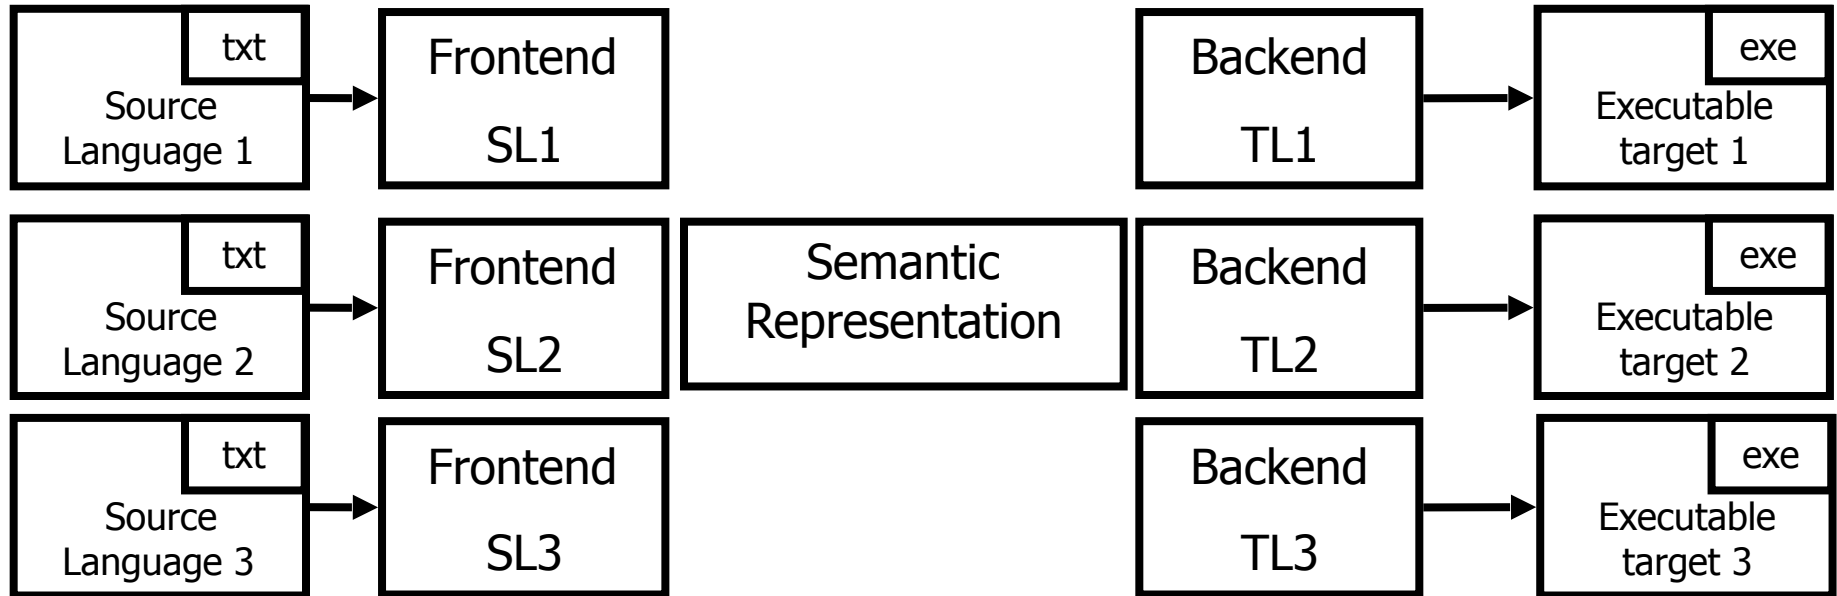 txt
Source
Language 1
Frontend
SL1
Backend
TL1
exe
Executable
target 1
txt
Source
Language 2
Frontend
SL2
Semantic
Representation
Backend
TL2
exe
Executable
target 2
txt
Source
Language 3
Frontend
SL3
Backend
TL3
exe
Executable
target 3